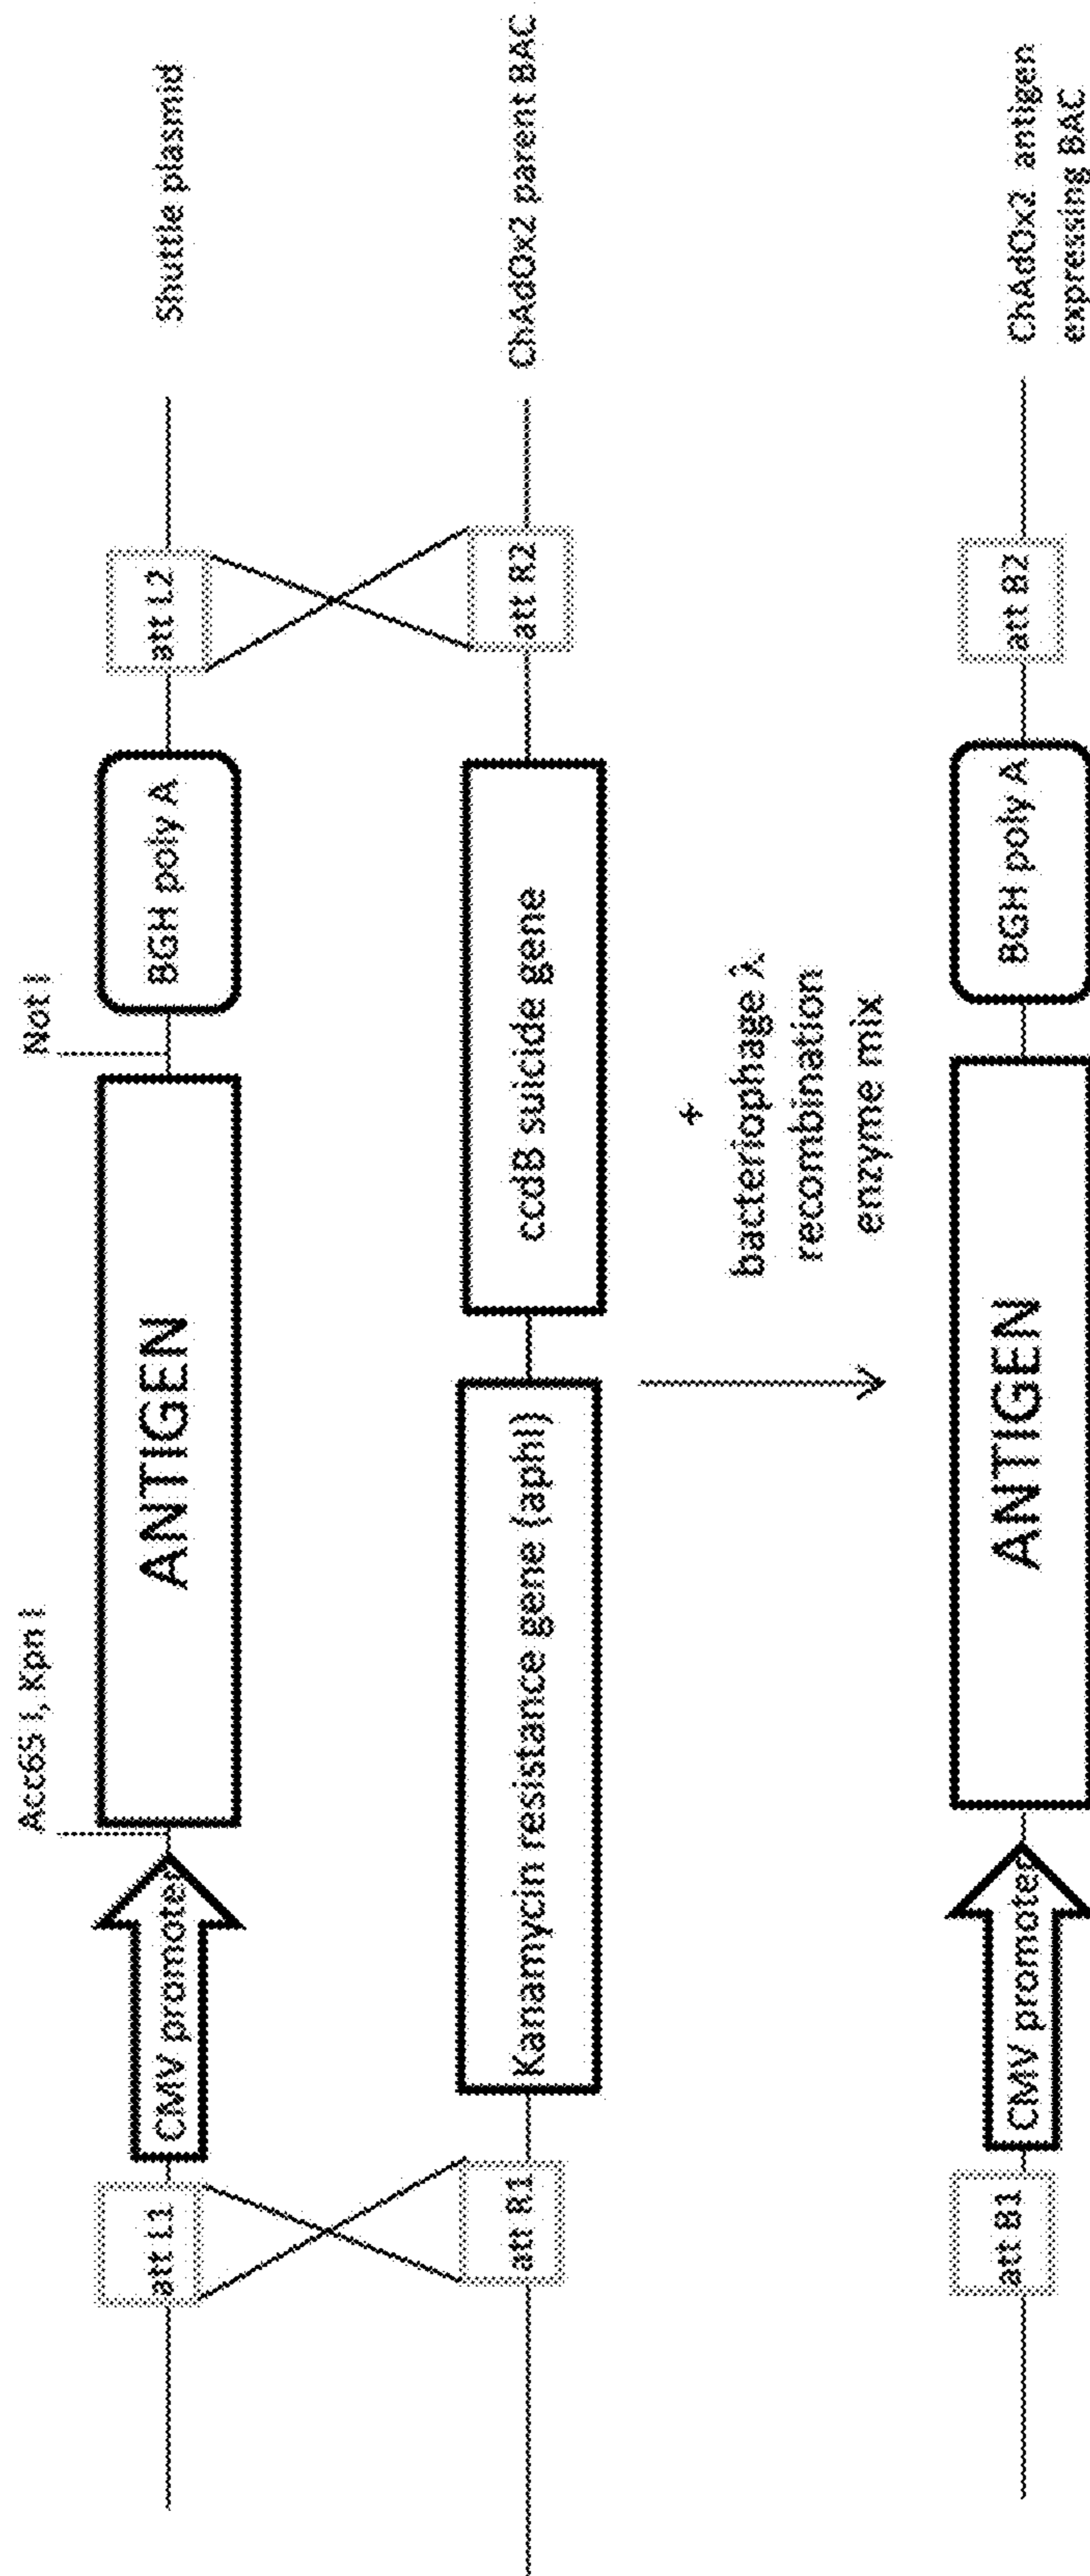 Acc65 I, Kpn I
Not I
att L1
CMV promoter
ANTIGEN
BGH poly A
att L2
Shuttle plasmid
att R1
Kanamycin resistance gene (aphI)
ccdB suicide gene
att R2
ChAdOx2 parent BAC
+
bacteriophage λ
recombination
enzyme mix
att B1
CMV promoter
ANTIGEN
BGH poly A
att B2
ChAdOx2 antigen
expressing BAC